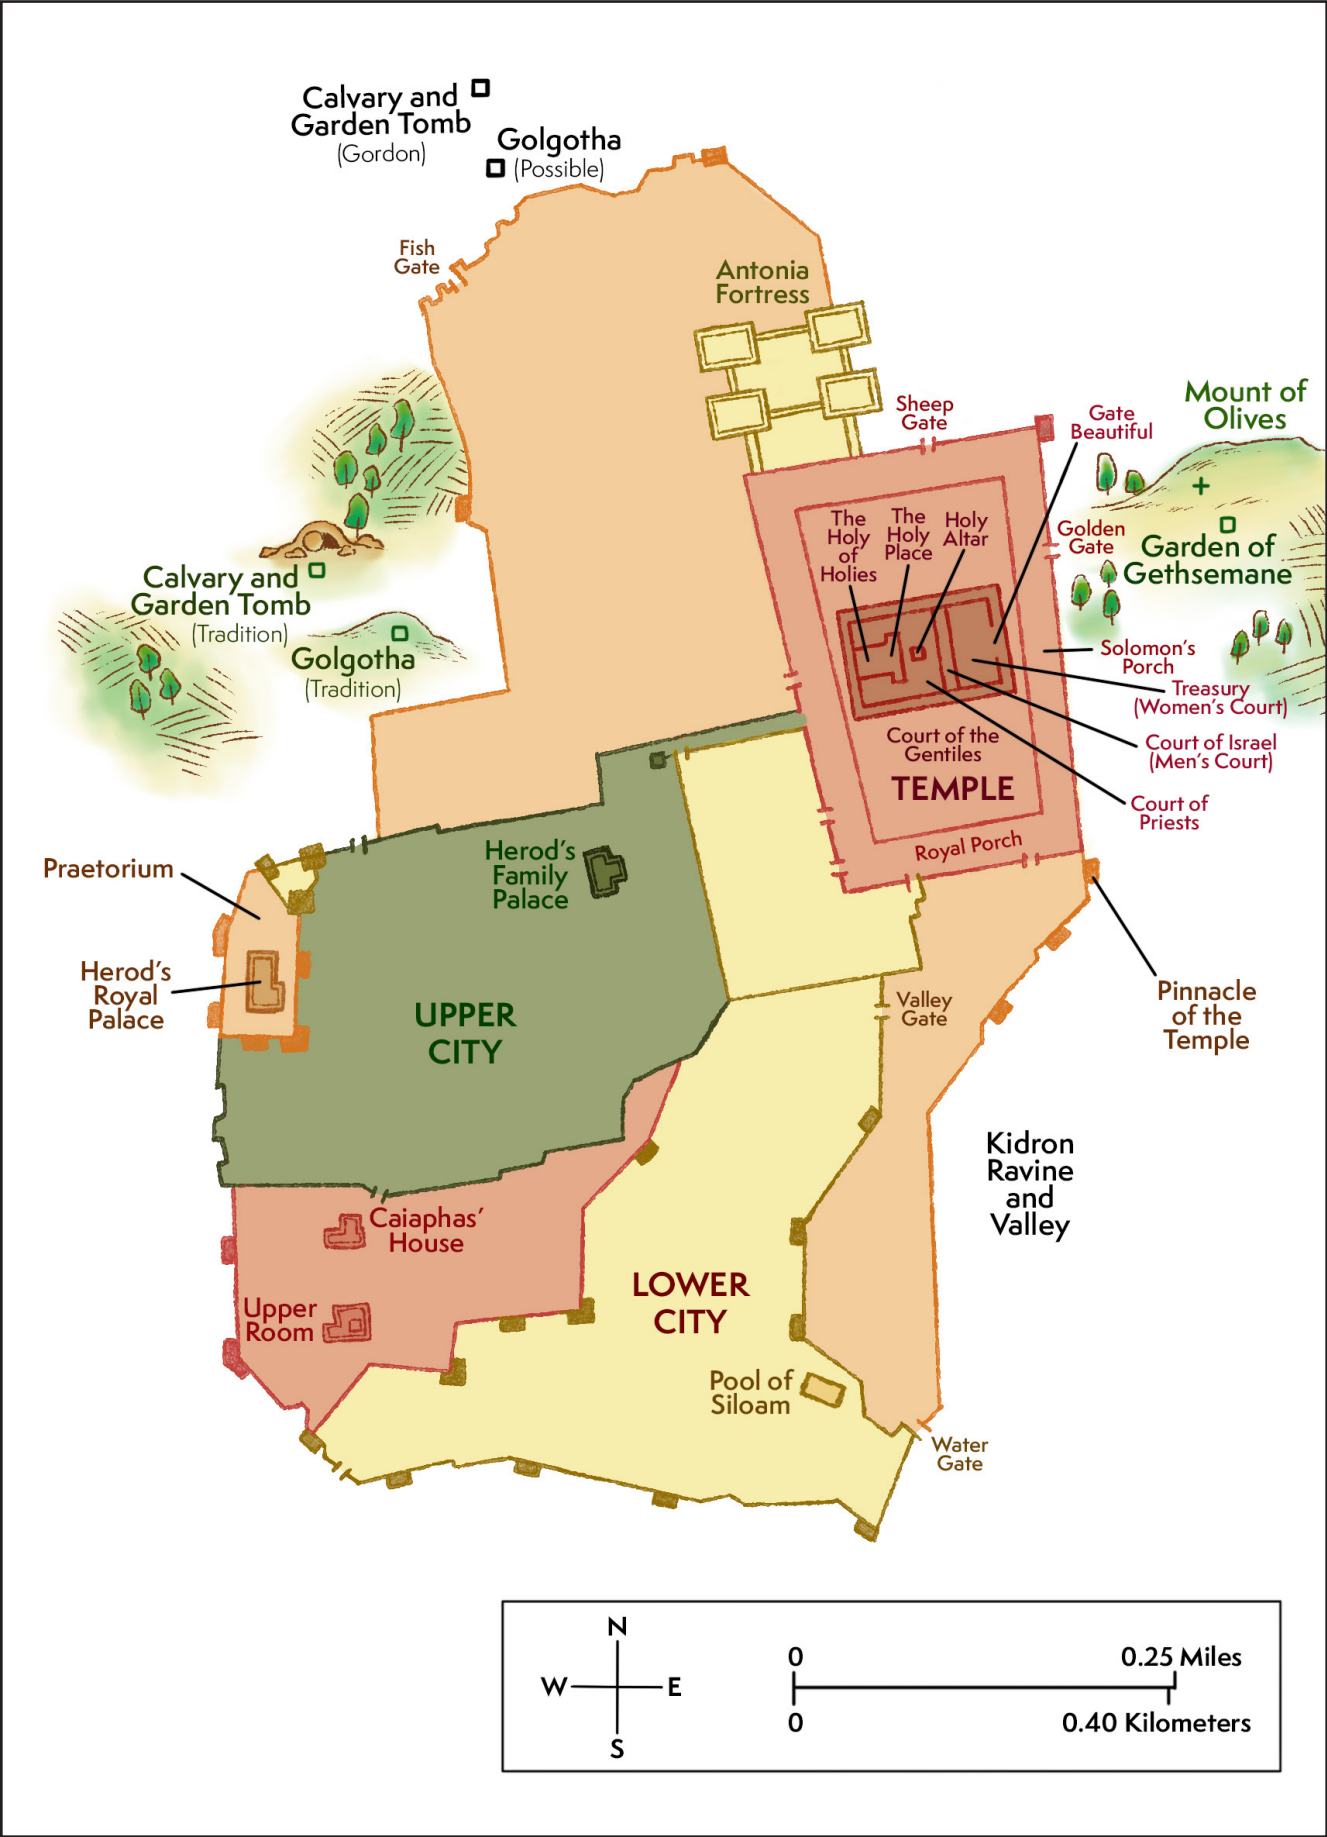 Calvary and
Garden Tomb
(Gordon)
Golgotha
(Possible)
Fish
Gate
Antonia
Fortress
Sheep
Gate
Gate
Beautiful
Mount of
Olives
The
Holy
of
Holies
The
Holy
Place
Holy
Altar
Golden
Gate
Garden of
Gethsemane
Calvary and
Garden Tomb
(Tradition)
Golgotha
(Tradition)
Solomon's
Porch
Treasury
(Women's Court)
Court of the
Gentiles
TEMPLE
Court of Israel
(Men's Court)
Court of
Priests
Royal Porch
Praetorium
Herod's
Family
Palace
Herod's
Royal
Palace
UPPER
CITY
Valley
Gate
Pinnacle
of the
Temple
Kidron
Ravine
and
Valley
Caiaphas'
House
Upper
Room
LOWER
CITY
Pool of
Siloam
Water
Gate
N
W E
S
0 0.25 Miles
0 0.40 Kilometers